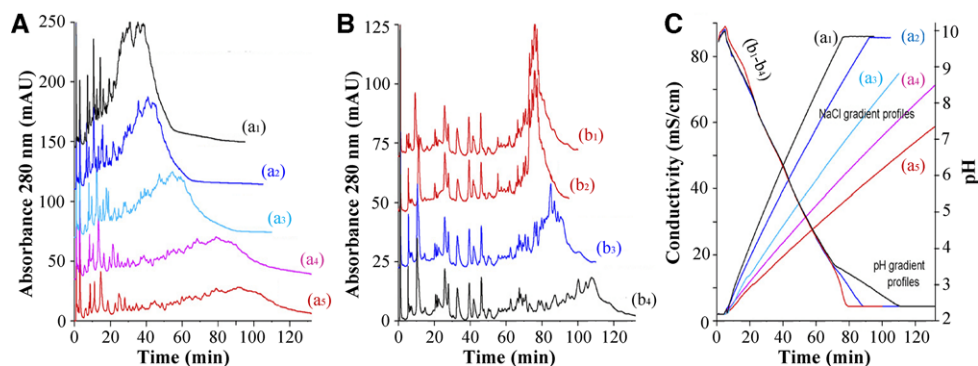 A
Absorbance 280 nm (mAU)
250
200
150
100
50
0
(a1)
(a2)
(a3)
(a4)
(a5)
0 20 40 60 80 100 120
Time (min)
B
Absorbance 280 nm (mAU)
125
100
75
50
25
0
(b1)
(b2)
(b3)
(b4)
0 20 40 60 80 100 120
Time (min)
C
Conductivity (mS/cm)
80
60
40
20
0
(b1-b4)
(a1)
(a2)
(a3)
(a4)
NaCl gradient profiles
(a5)
pH gradient
profiles
10
9
8
7
6
5
4
3
2
pH
0 20 40 60 80 100 120
Time (min)